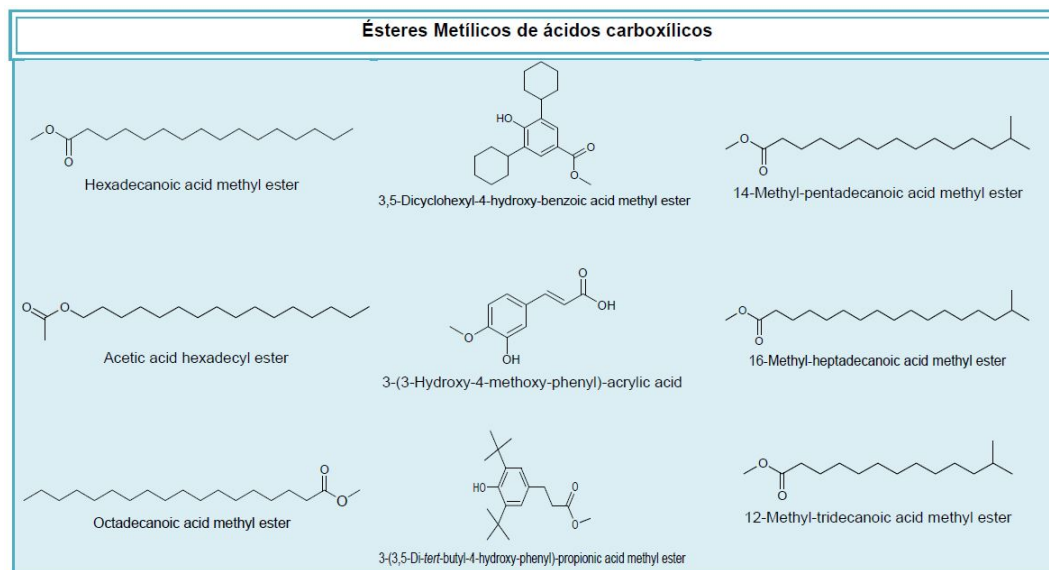 Ésteres Metílicos de ácidos carboxílicos
O
O
Hexadecanoic acid methyl ester
HO
O
O
3,5-Dicyclohexyl-4-hydroxy-benzoic acid methyl ester
O
O
14-Methyl-pentadecanoic acid methyl ester
O
O
Acetic acid hexadecyl ester
O
OH
O
OH
3-(3-Hydroxy-4-methoxy-phenyl)-acrylic acid
O
O
16-Methyl-heptadecanoic acid methyl ester
O
O
Octadecanoic acid methyl ester
HO
O
O
3-(3,5-Di-tert-butyl-4-hydroxy-phenyl)-propionic acid methyl ester
O
O
12-Methyl-tridecanoic acid methyl ester